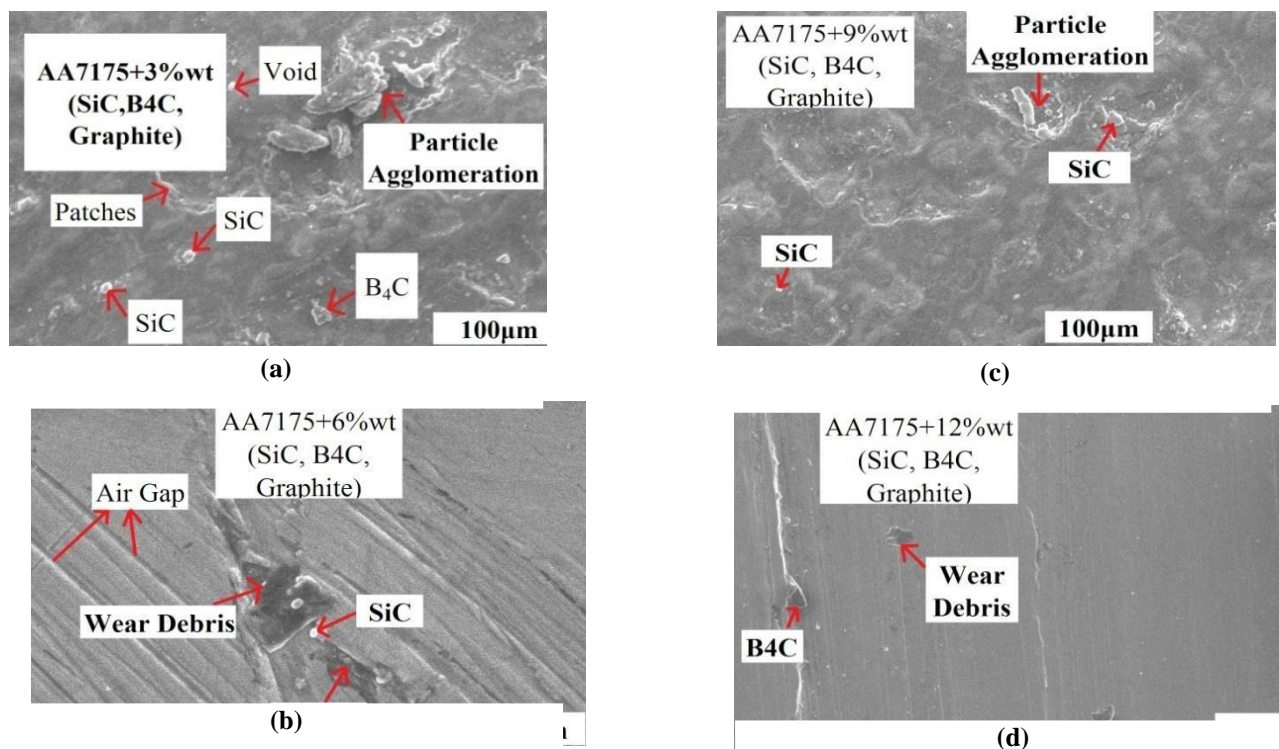 AA7175+3%wt
(SiC,B4C,
Graphite)
Void
Particle
Agglomeration
Patches
SiC
SiC
B₄C
100µm
(a)
AA7175+9%wt
(SiC, B4C,
Graphite)
Particle
Agglomeration
SiC
SiC
100µm
(c)
AA7175+6%wt
(SiC, B4C,
Graphite)
Air Gap
Wear Debris
SiC
(b)
AA7175+12%wt
(SiC, B4C,
Graphite)
Wear
Debris
B4C
(d)